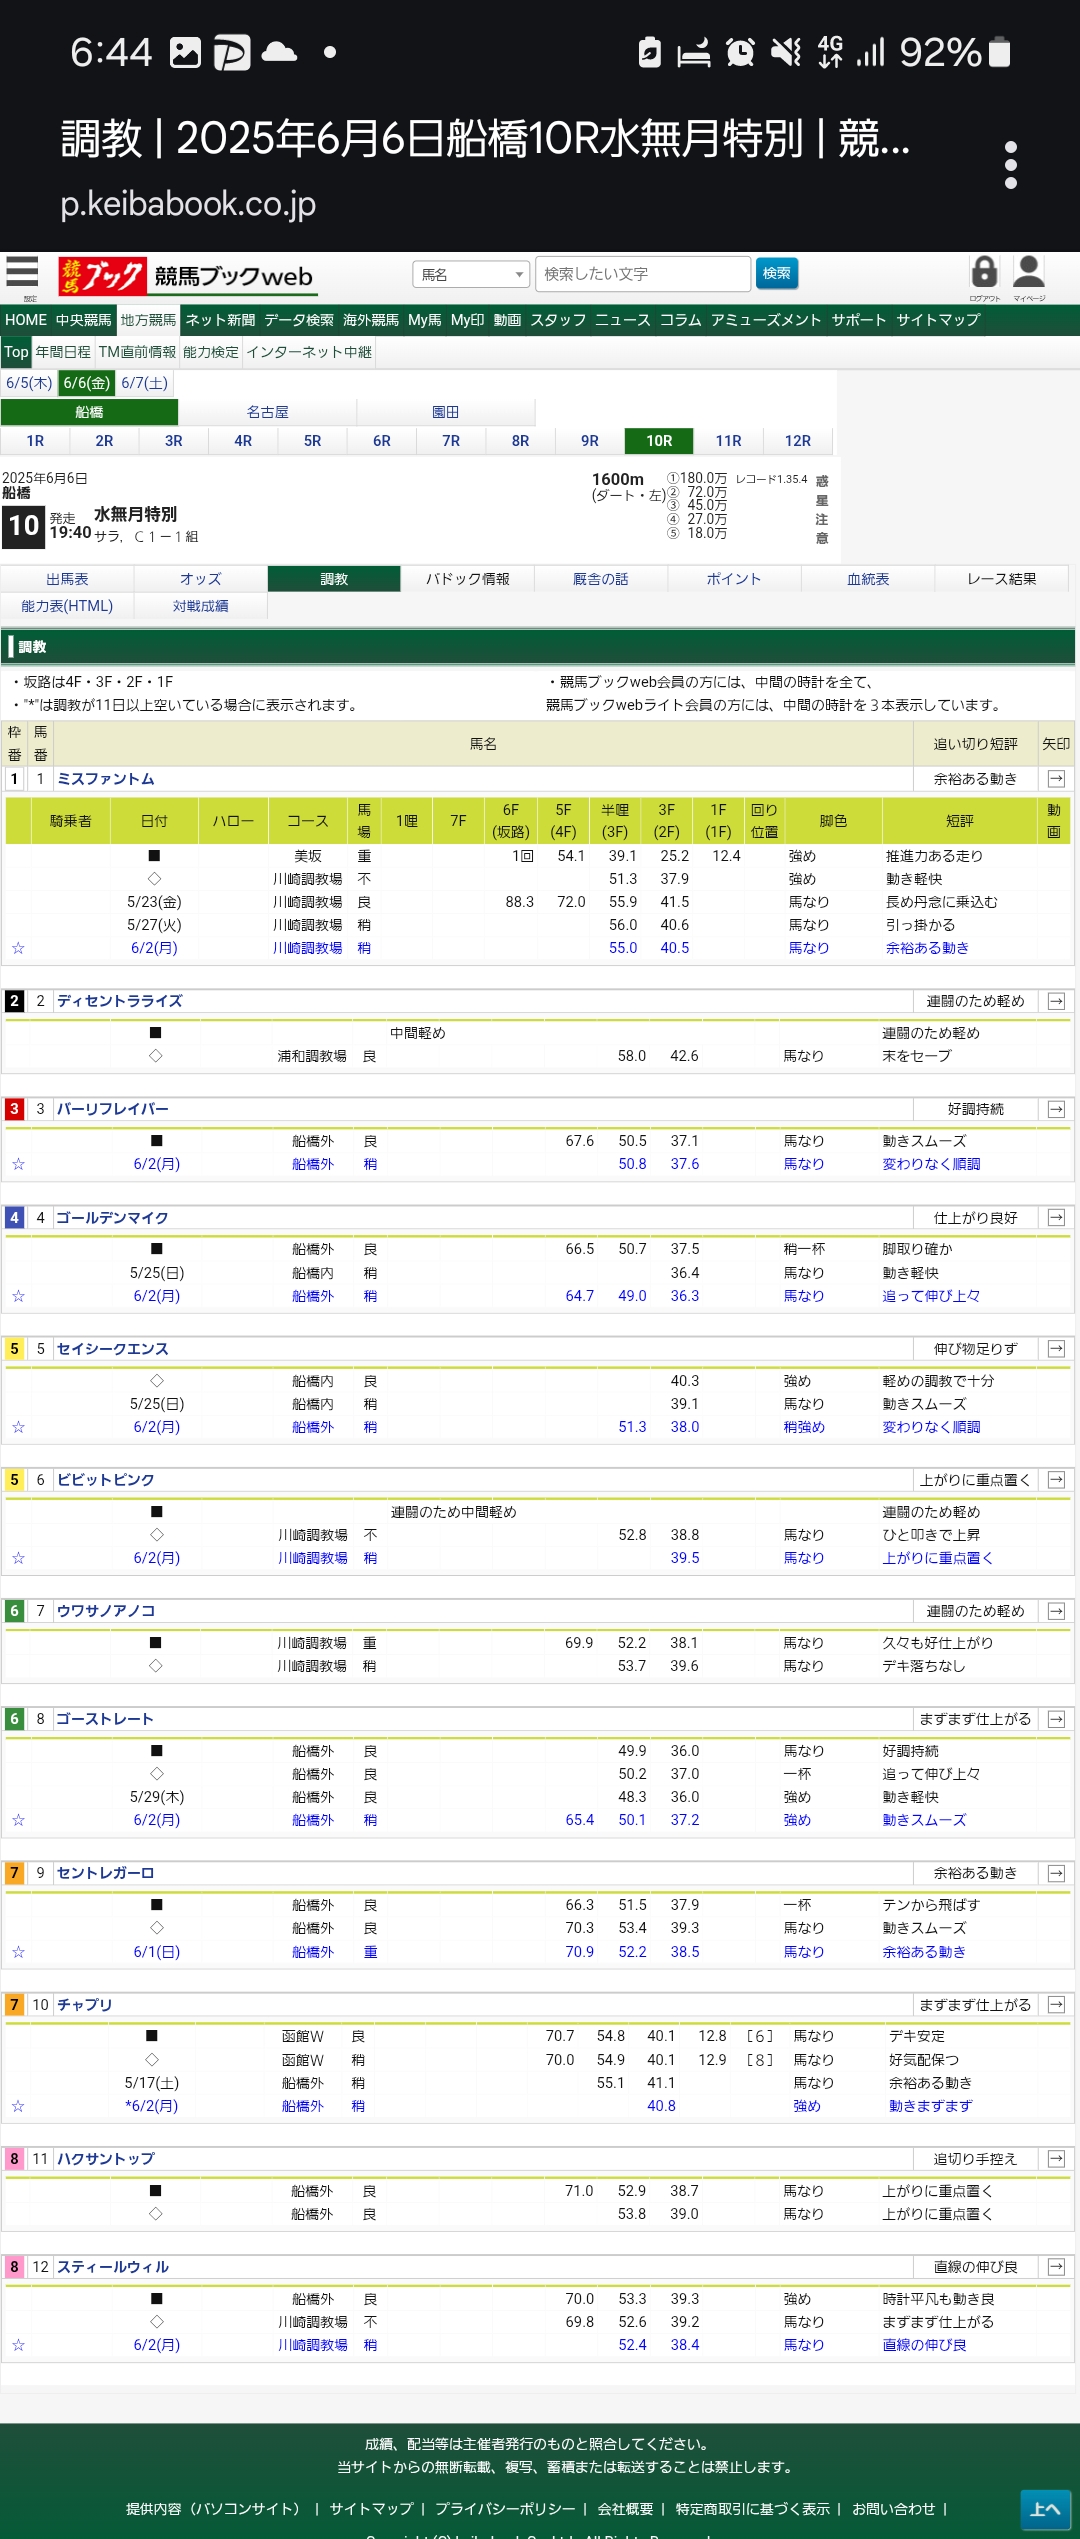 6:44 4G 92%
調教 | 2025年6月6日船橋10R水無月特別 | 競...
p.keibabook.co.jp
設定 競馬ブック 競馬ブックweb 馬名 検索したい文字 検索 ログアウト マイページ
HOME 中央競馬 地方競馬 ネット新聞 データ検索 海外競馬 My馬 My印 動画 スタッフ ニュース コラム アミューズメント サポート サイトマップ
Top 年間日程 TM直前情報 能力検定 インターネット中継
6/5(木) 6/6(金) 6/7(土)
船橋 名古屋 園田
1R 2R 3R 4R 5R 6R 7R 8R 9R 10R 11R 12R
2025年6月6日
船橋
10 発走 19:40 水無月特別
サラ, Ｃ１－１組
1600m
(ダート・左)
①180.0万
② 72.0万
③ 45.0万
④ 27.0万
⑤ 18.0万
レコード1.35.4
惑星注意
出馬表 オッズ 調教 パドック情報 厩舎の話 ポイント 血統表 レース結果
能力表(HTML) 対戦成績
調教
・坂路は4F・3F・2F・1F
・"*"は調教が11日以上空いている場合に表示されます。
・競馬ブックweb会員の方には、中間の時計を全て、
競馬ブックwebライト会員の方には、中間の時計を３本表示しています。
枠番 馬番 馬名 追い切り短評 矢印
1 1 ミスファントム 余裕ある動き →
騎乗者 日付 ハロー コース 馬場 1哩 7F 6F(坂路) 5F(4F) 半哩(3F) 3F(2F) 1F(1F) 回り位置 脚色 短評 動画
■ 美坂 重 1回 54.1 39.1 25.2 12.4 強め 推進力ある走り
◇ 川崎調教場 不 51.3 37.9 強め 動き軽快
5/23(金) 川崎調教場 良 88.3 72.0 55.9 41.5 馬なり 長め丹念に乗込む
5/27(火) 川崎調教場 稍 56.0 40.6 馬なり 引っ掛かる
☆ 6/2(月) 川崎調教場 稍 55.0 40.5 馬なり 余裕ある動き
2 2 ディセントラライズ 連闘のため軽め →
■ 中間軽め 連闘のため軽め
◇ 浦和調教場 良 58.0 42.6 馬なり 末をセーブ
3 3 パーリフレイバー 好調持続 →
■ 船橋外 良 67.6 50.5 37.1 馬なり 動きスムーズ
☆ 6/2(月) 船橋外 稍 50.8 37.6 馬なり 変わりなく順調
4 4 ゴールデンマイク 仕上がり良好 →
■ 船橋外 良 66.5 50.7 37.5 稍一杯 脚取り確か
5/25(日) 船橋内 稍 36.4 馬なり 動き軽快
☆ 6/2(月) 船橋外 稍 64.7 49.0 36.3 馬なり 追って伸び上々
5 5 セイシークエンス 伸び物足りず →
◇ 船橋内 良 40.3 強め 軽めの調教で十分
5/25(日) 船橋内 稍 39.1 馬なり 動きスムーズ
☆ 6/2(月) 船橋外 稍 51.3 38.0 稍強め 変わりなく順調
5 6 ビビットピンク 上がりに重点置く →
■ 連闘のため中間軽め 連闘のため軽め
◇ 川崎調教場 不 52.8 38.8 馬なり ひと叩きで上昇
☆ 6/2(月) 川崎調教場 稍 39.5 馬なり 上がりに重点置く
6 7 ウワサノアノコ 連闘のため軽め →
■ 川崎調教場 重 69.9 52.2 38.1 馬なり 久々も好仕上がり
◇ 川崎調教場 稍 53.7 39.6 馬なり デキ落ちなし
6 8 ゴーストレート まずまず仕上がる →
■ 船橋外 良 49.9 36.0 馬なり 好調持続
◇ 船橋外 良 50.2 37.0 一杯 追って伸び上々
5/29(木) 船橋外 良 48.3 36.0 強め 動き軽快
☆ 6/2(月) 船橋外 稍 65.4 50.1 37.2 強め 動きスムーズ
7 9 セントレガーロ 余裕ある動き →
■ 船橋外 良 66.3 51.5 37.9 一杯 テンから飛ばす
◇ 船橋外 良 70.3 53.4 39.3 馬なり 動きスムーズ
☆ 6/1(日) 船橋外 重 70.9 52.2 38.5 馬なり 余裕ある動き
7 10 チャプリ まずまず仕上がる →
■ 函館Ｗ 良 70.7 54.8 40.1 12.8 ［６］ 馬なり デキ安定
◇ 函館Ｗ 稍 70.0 54.9 40.1 12.9 ［８］ 馬なり 好気配保つ
5/17(土) 船橋外 稍 55.1 41.1 馬なり 余裕ある動き
☆ *6/2(月) 船橋外 稍 40.8 強め 動きまずまず
8 11 ハクサントップ 追切り手控え →
■ 船橋外 良 71.0 52.9 38.7 馬なり 上がりに重点置く
◇ 船橋外 良 53.8 39.0 馬なり 上がりに重点置く
8 12 スティールウィル 直線の伸び良 →
■ 船橋外 良 70.0 53.3 39.3 強め 時計平凡も動き良
◇ 川崎調教場 不 69.8 52.6 39.2 馬なり まずまず仕上がる
☆ 6/2(月) 川崎調教場 稍 52.4 38.4 馬なり 直線の伸び良
成績、配当等は主催者発行のものと照合してください。
当サイトからの無断転載、複写、蓄積または転送することは禁止します。
提供内容（パソコンサイト） | サイトマップ | プライバシーポリシー | 会社概要 | 特定商取引に基づく表示 | お問い合わせ |
上へ